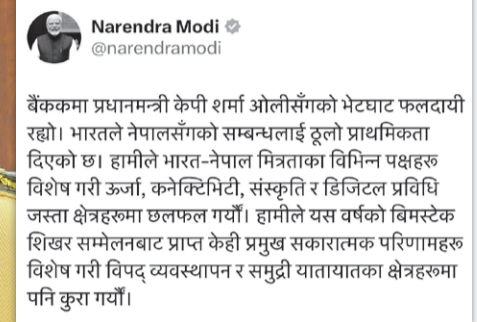 Narendra Modi
@narendramodi
बैंककमा प्रधानमन्त्री केपी शर्मा ओलीसँगको भेटघाट फलदायी
रह्यो। भारतले नेपालसँगको सम्बन्धलाई ठूलो प्राथमिकता
दिएको छ। हामीले भारत-नेपाल मित्रताका विभिन्न पक्षहरू
विशेष गरी ऊर्जा, कनेक्टिभिटी, संस्कृति र डिजिटल प्रविधि
जस्ता क्षेत्रहरूमा छलफल गर्यौं। हामीले यस वर्षको बिमस्टेक
शिखर सम्मेलनबाट प्राप्त केही प्रमुख सकारात्मक परिणामहरू
विशेष गरी विपद् व्यवस्थापन र समुद्री यातायातका क्षेत्रहरूमा
पनि कुरा गर्यौं।